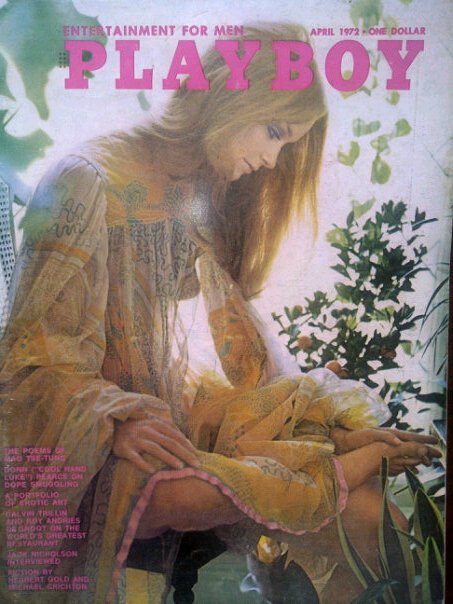 ENTERTAINMENT FOR MEN
APRIL 1972 • ONE DOLLAR
PLAYBOY
THE POEMS OF
MAO TSE-TUNG
DONN ("COOL HAND
LUKE") PEARCE ON
DOPE SMUGGLING
A PORTFOLIO
OF EROTIC ART
CALVIN TRILLIN
AND ROY ANDRIES
DE GROOT ON THE
WORLD'S GREATEST
RESTAURANT
JACK NICHOLSON
INTERVIEWED
FICTION BY
HERBERT GOLD AND
MICHAEL CRICHTON